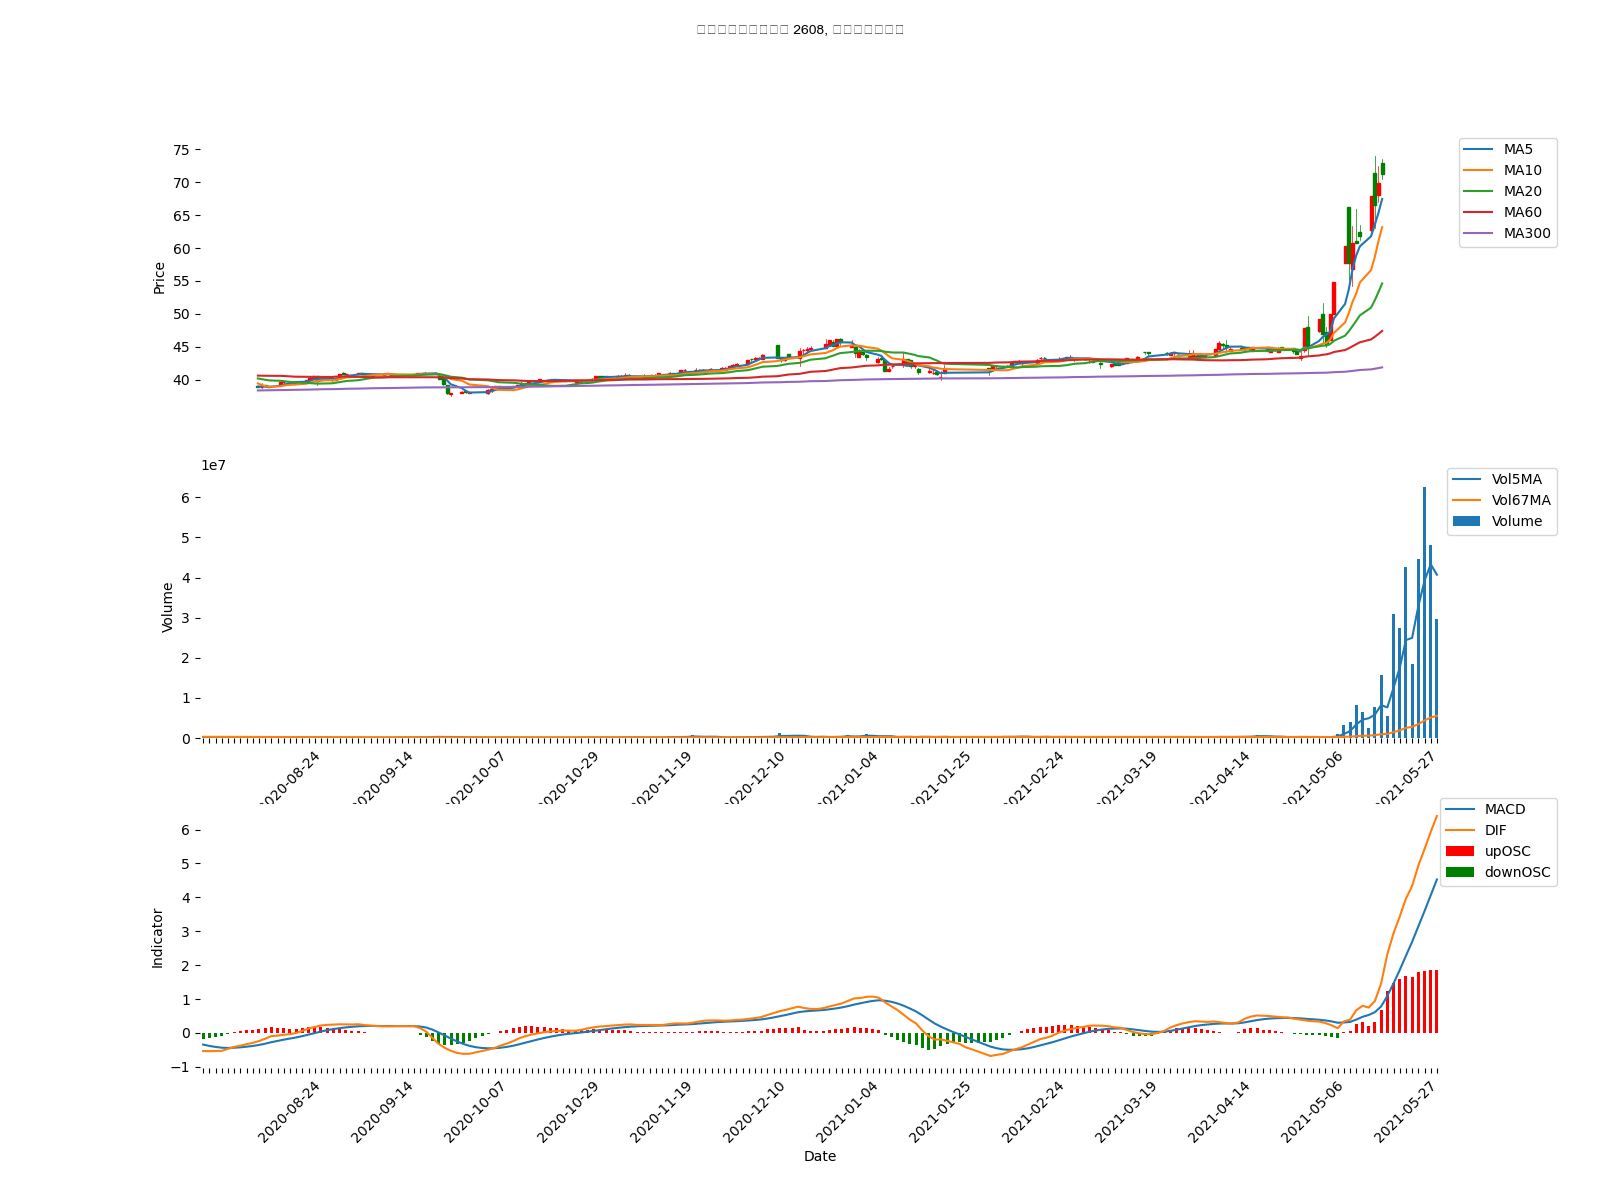 2608,
75
70
65
60
55
50
45
40
Price
MA5
MA10
MA20
MA60
MA300
1e7
6
5
4
3
2
1
0
Volume
Vol5MA
Vol67MA
Volume
2020-08-24
2020-09-14
2020-10-07
2020-10-29
2020-11-19
2020-12-10
2021-01-04
2021-01-25
2021-02-24
2021-03-19
2021-04-14
2021-05-06
2021-05-27
6
5
4
3
2
1
0
−1
Indicator
MACD
DIF
upOSC
downOSC
2020-08-24
2020-09-14
2020-10-07
2020-10-29
2020-11-19
2020-12-10
2021-01-04
2021-01-25
2021-02-24
2021-03-19
2021-04-14
2021-05-06
2021-05-27
Date